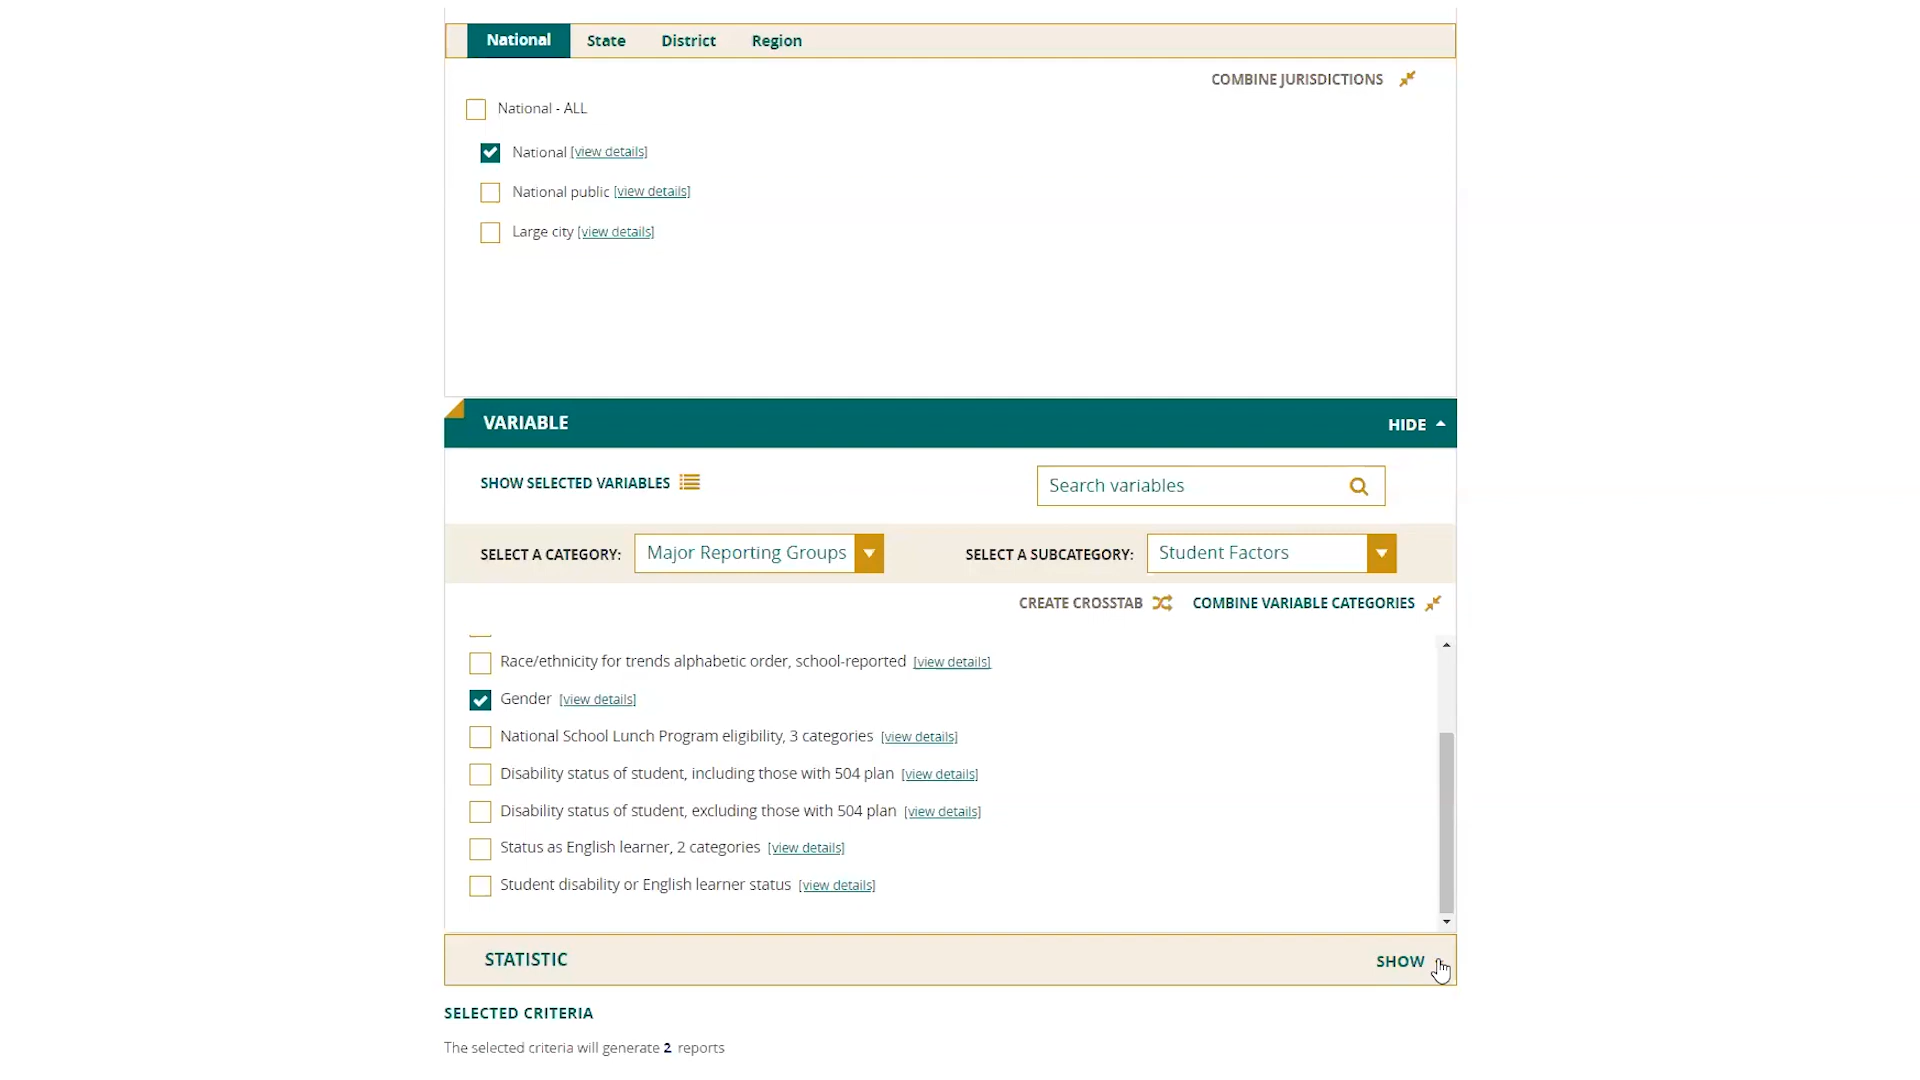 National State District Region
COMBINE JURISDICTIONS
National - ALL
National [view details]
National public [view details]
Large city [view details]
VARIABLE HIDE
SHOW SELECTED VARIABLES Search variables
SELECT A CATEGORY: Major Reporting Groups SELECT A SUBCATEGORY: Student Factors
CREATE CROSSTAB COMBINE VARIABLE CATEGORIES
Race/ethnicity for trends alphabetic order, school-reported [view details]
Gender [view details]
National School Lunch Program eligibility, 3 categories [view details]
Disability status of student, including those with 504 plan [view details]
Disability status of student, excluding those with 504 plan [view details]
Status as English learner, 2 categories [view details]
Student disability or English learner status [view details]
STATISTIC SHOW
SELECTED CRITERIA
The selected criteria will generate 2 reports